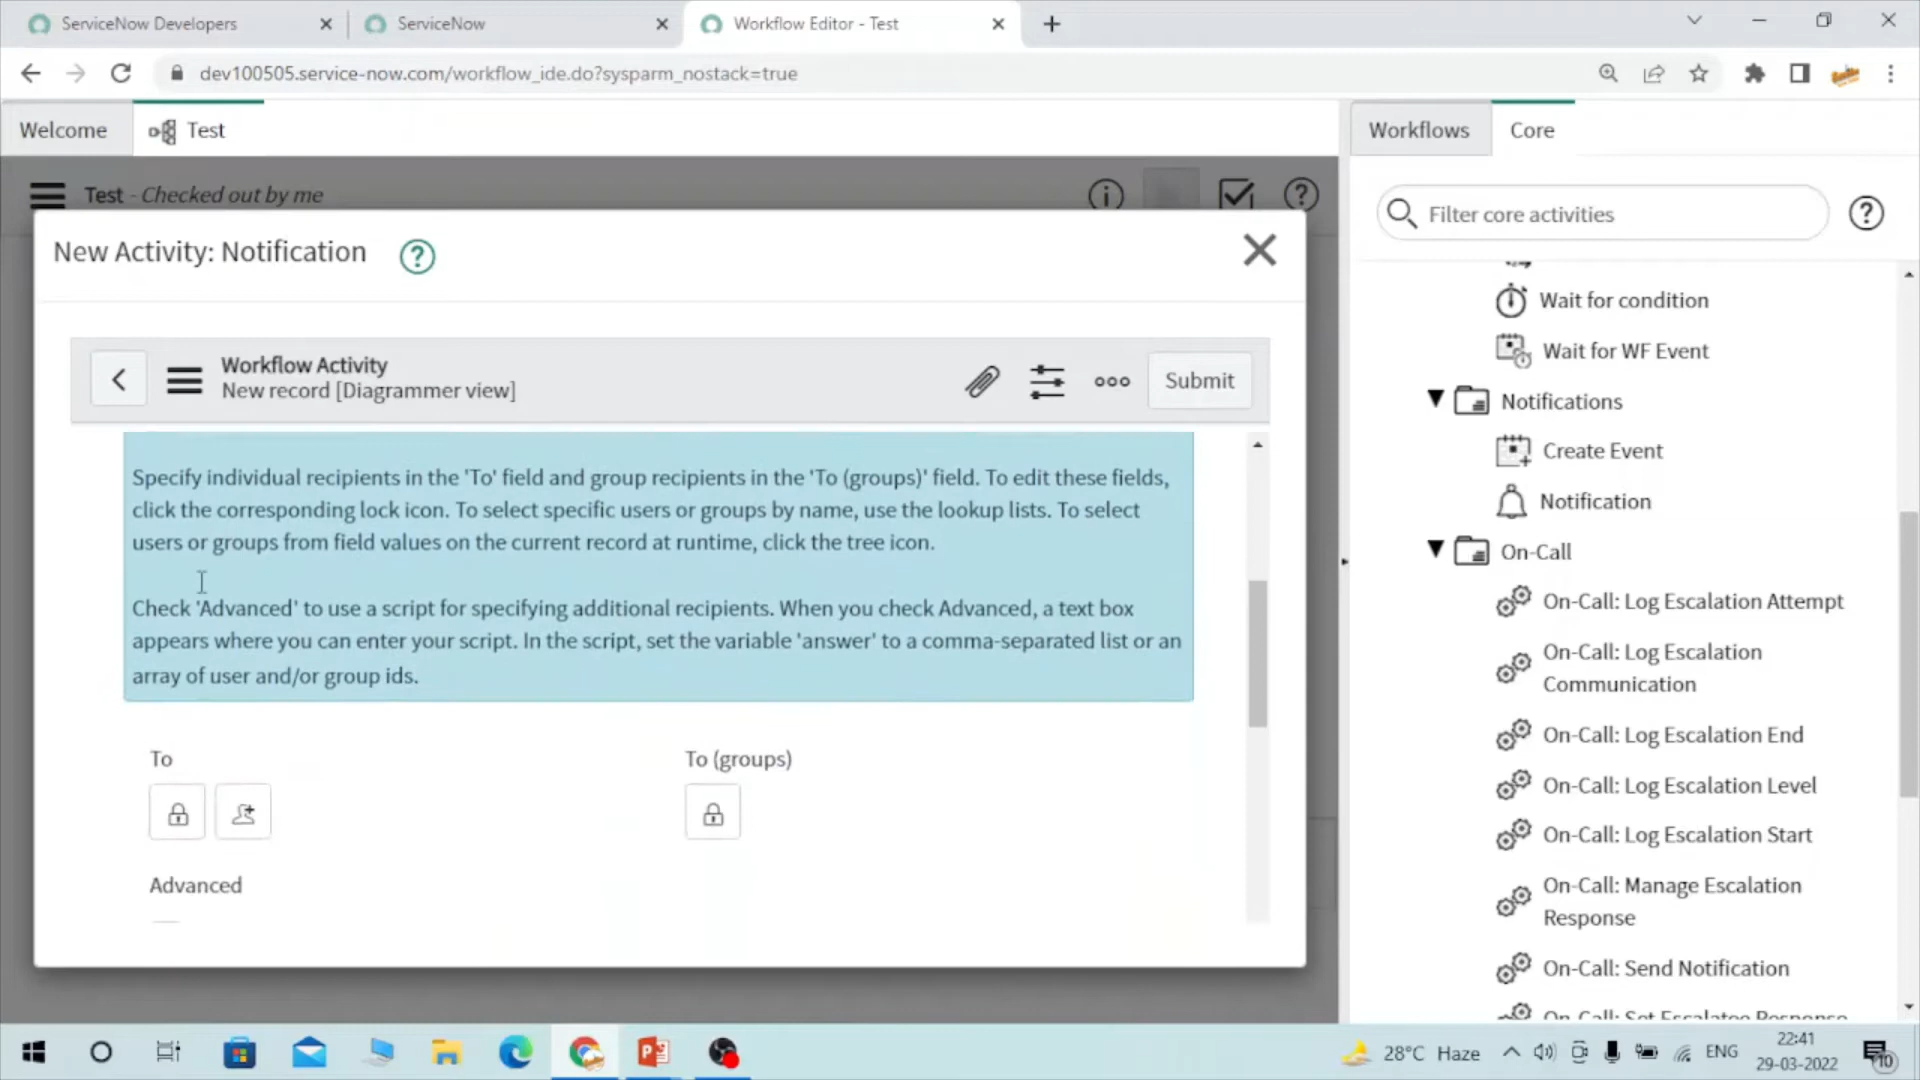 ServiceNow Developers
ServiceNow
Workflow Editor - Test
dev100505.service-now.com/workflow_ide.do?sysparm_nostack=true
Welcome
Test
Workflows
Core
Test - Checked out by me
Filter core activities
New Activity: Notification
Workflow Activity
New record [Diagrammer view]
Submit
Specify individual recipients in the 'To' field and group recipients in the 'To (groups)' field. To edit these fields,
click the corresponding lock icon. To select specific users or groups by name, use the lookup lists. To select
users or groups from field values on the current record at runtime, click the tree icon.
Check 'Advanced' to use a script for specifying additional recipients. When you check Advanced, a text box
appears where you can enter your script. In the script, set the variable 'answer' to a comma-separated list or an
array of user and/or group ids.
To
To (groups)
Advanced
Wait for condition
Wait for WF Event
Notifications
Create Event
Notification
On-Call
On-Call: Log Escalation Attempt
On-Call: Log Escalation
Communication
On-Call: Log Escalation End
On-Call: Log Escalation Level
On-Call: Log Escalation Start
On-Call: Manage Escalation
Response
On-Call: Send Notification
On-Call: Set Escalatee Response
28°C Haze
ENG
22:41
29-03-2022
10